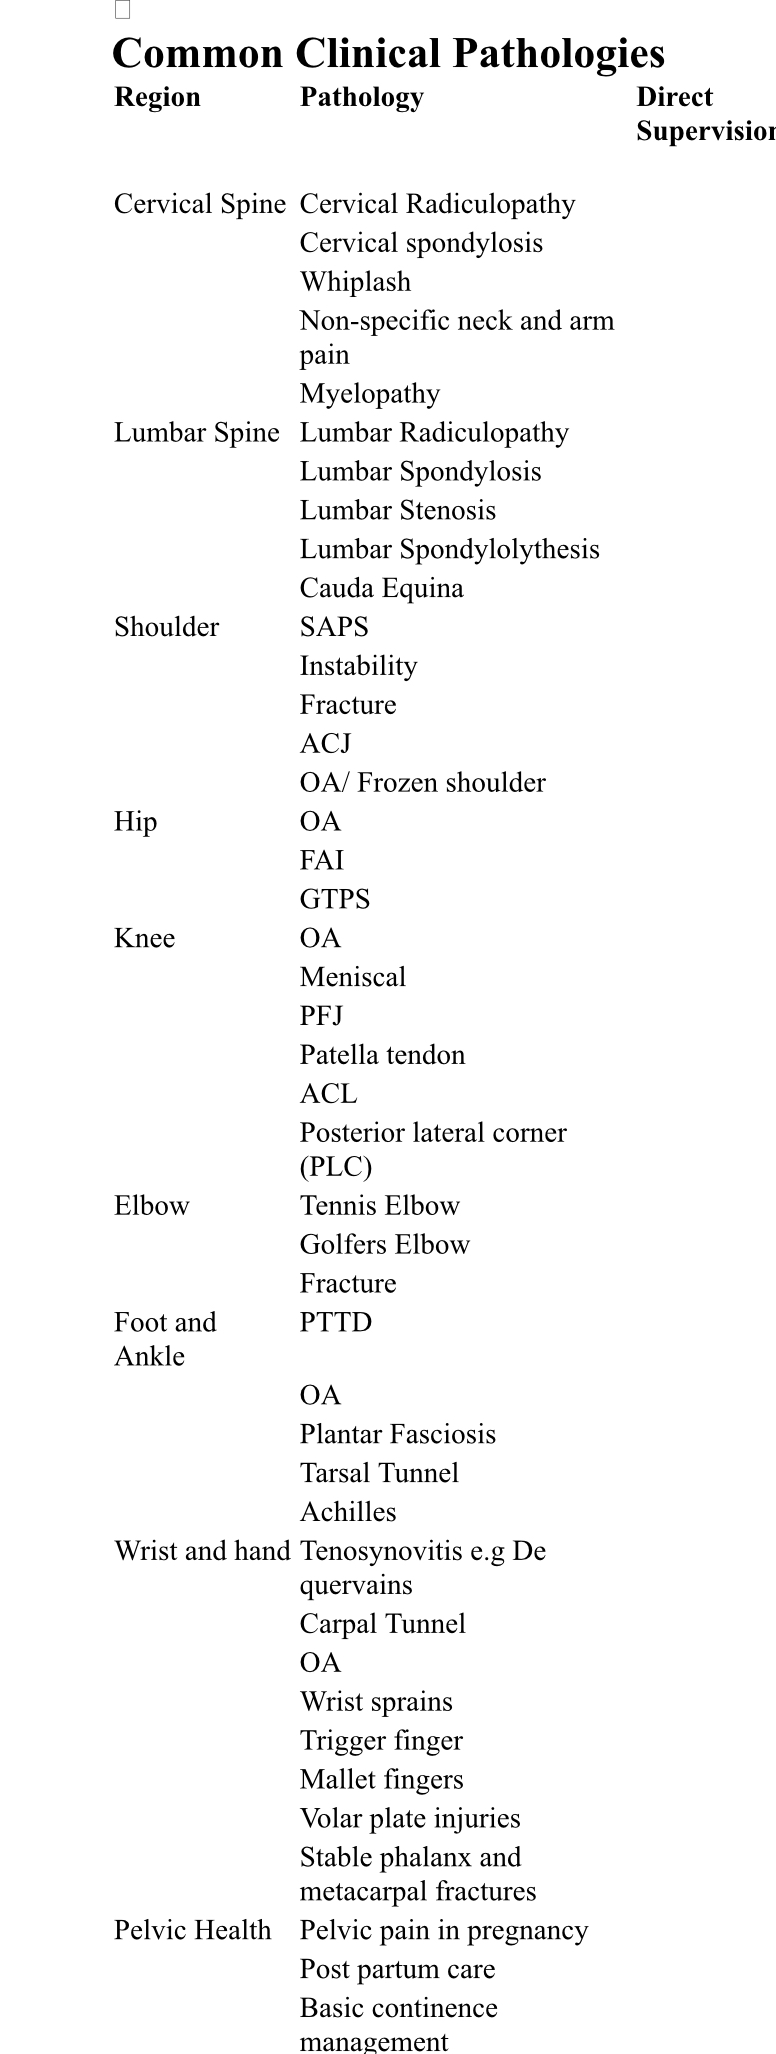 Common Clinical Pathologies
Region Pathology Direct
Supervision
Cervical Spine Cervical Radiculopathy
Cervical spondylosis
Whiplash
Non-specific neck and arm
pain
Myelopathy
Lumbar Spine Lumbar Radiculopathy
Lumbar Spondylosis
Lumbar Stenosis
Lumbar Spondylolythesis
Cauda Equina
Shoulder SAPS
Instability
Fracture
ACJ
OA/ Frozen shoulder
Hip OA
FAI
GTPS
Knee OA
Meniscal
PFJ
Patella tendon
ACL
Posterior lateral corner
(PLC)
Elbow Tennis Elbow
Golfers Elbow
Fracture
Foot and PTTD
Ankle
OA
Plantar Fasciosis
Tarsal Tunnel
Achilles
Wrist and hand Tenosynovitis e.g De
quervains
Carpal Tunnel
OA
Wrist sprains
Trigger finger
Mallet fingers
Volar plate injuries
Stable phalanx and
metacarpal fractures
Pelvic Health Pelvic pain in pregnancy
Post partum care
Basic continence
management